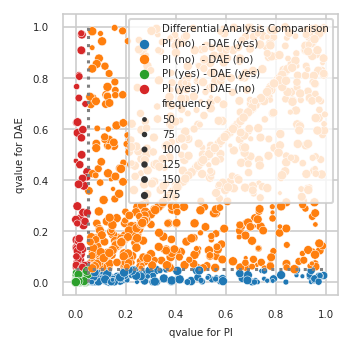 Differential Analysis Comparison
PI (no)  - DAE (yes)
PI (no)  - DAE (no)
PI (yes) - DAE (yes)
PI (yes) - DAE (no)
frequency
50
75
100
125
150
175
1.0
0.8
0.6
0.4
0.2
0.0
qvalue for DAE
0.0 0.2 0.4 0.6 0.8 1.0
qvalue for PI